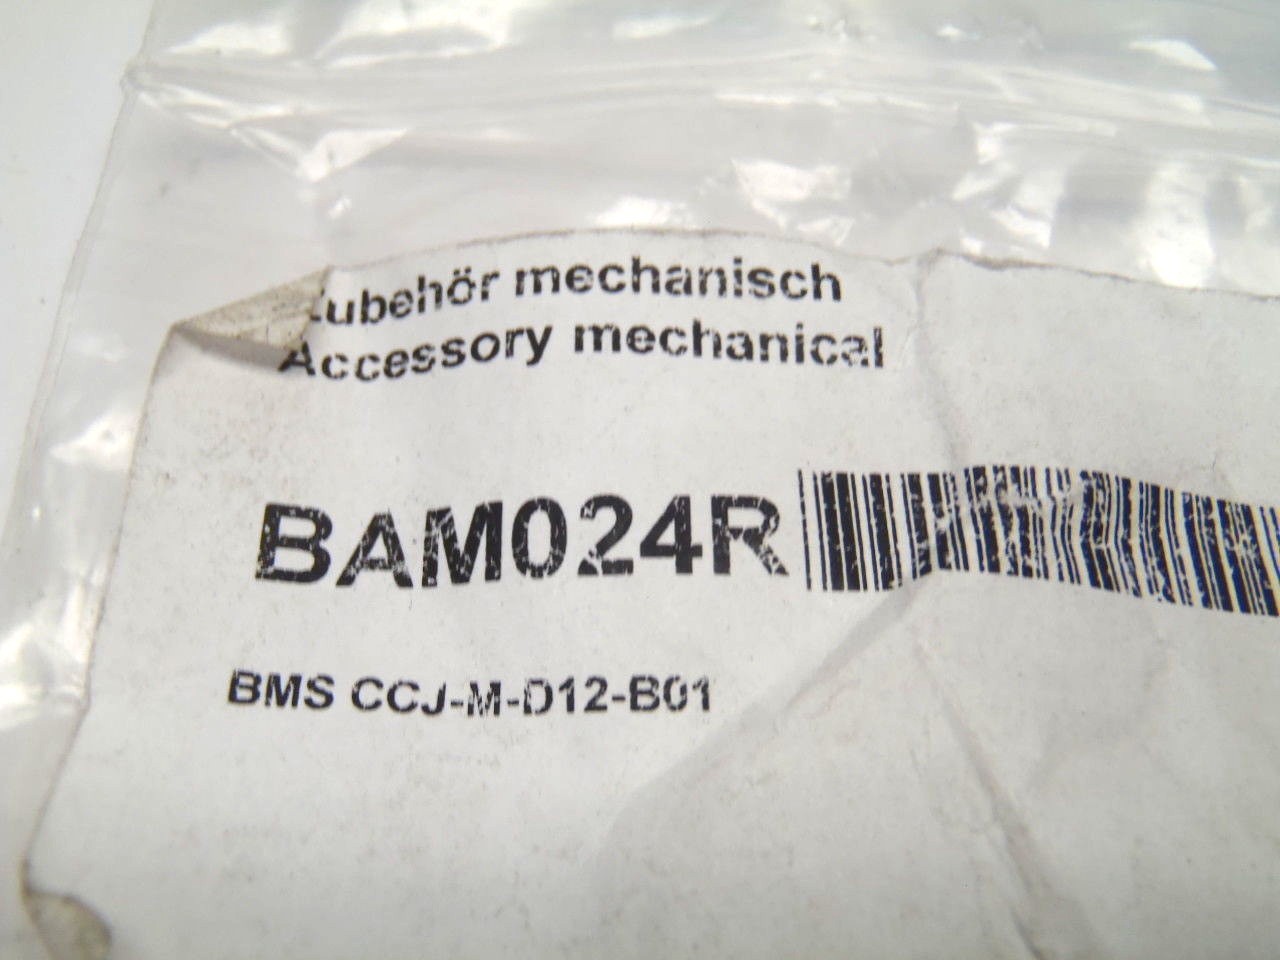 Zubehör mechanisch
Accessory mechanical
BAM024R
BMS CCJ-M-D12-B01